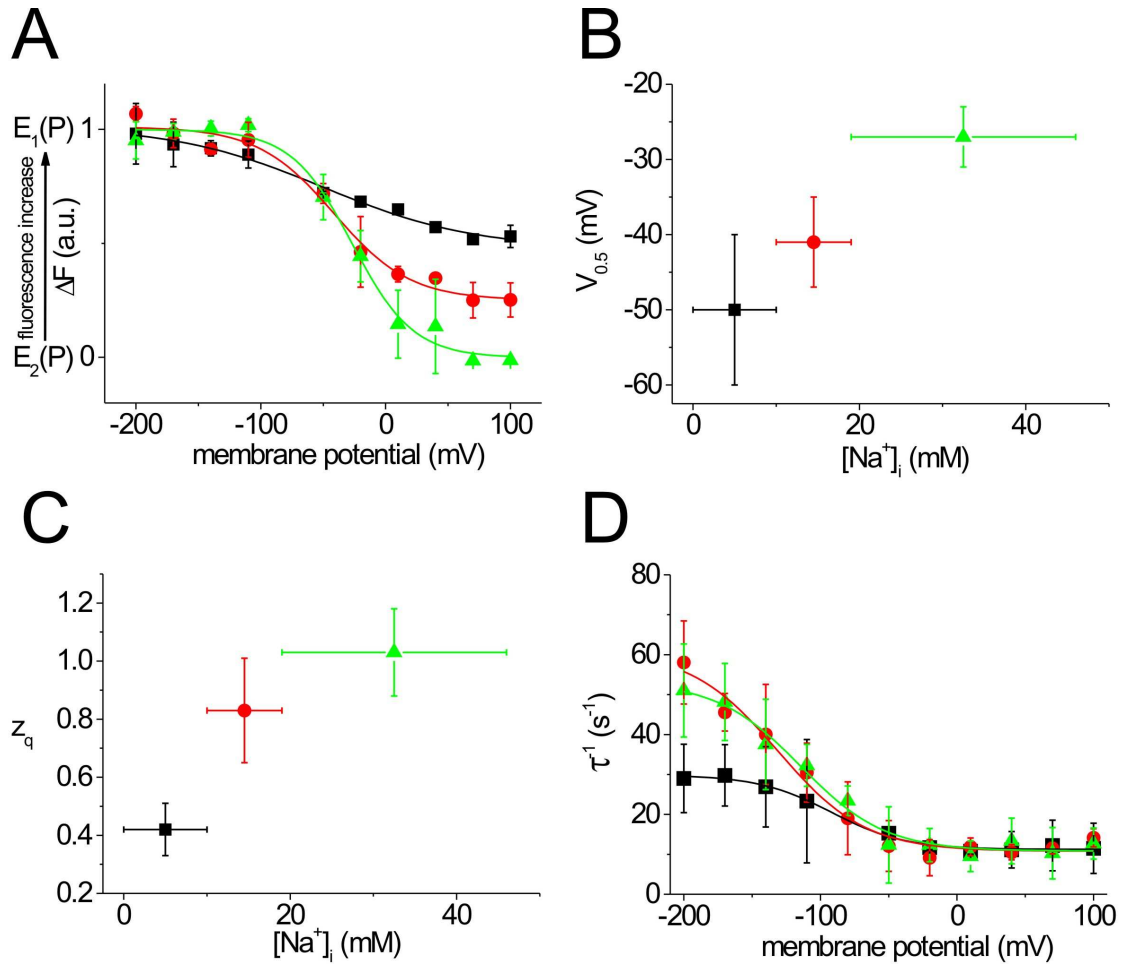 A
E₁(P) 1
E₂(P) 0
fluorescence increase
ΔF (a.u.)
-200 -100 0 100
membrane potential (mV)
B
-20
-30
-40
-50
-60
V₀.₅ (mV)
0 20 40
[Na⁺]ᵢ (mM)
C
1.2
1.0
0.8
0.6
0.4
0.2
z_q
0 20 40
[Na⁺]ᵢ (mM)
D
80
60
40
20
0
τ⁻¹ (s⁻¹)
-200 -100 0 100
membrane potential (mV)